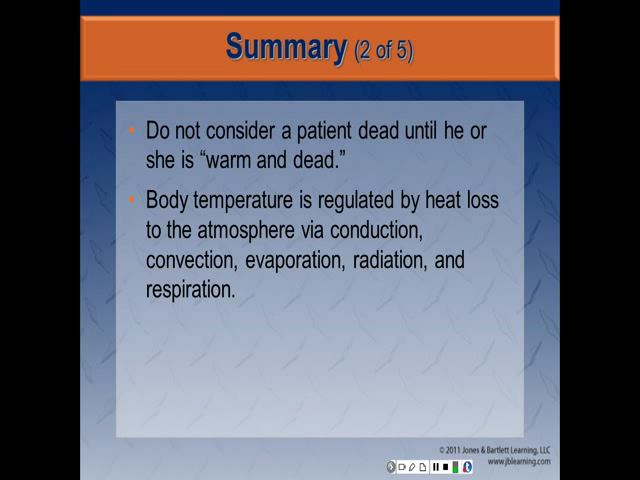 Summary (2 of 5)
• Do not consider a patient dead until he or
she is “warm and dead.”
• Body temperature is regulated by heat loss
to the atmosphere via conduction,
convection, evaporation, radiation, and
respiration.
© 2011 Jones & Bartlett Learning, LLC
www.jblearning.com